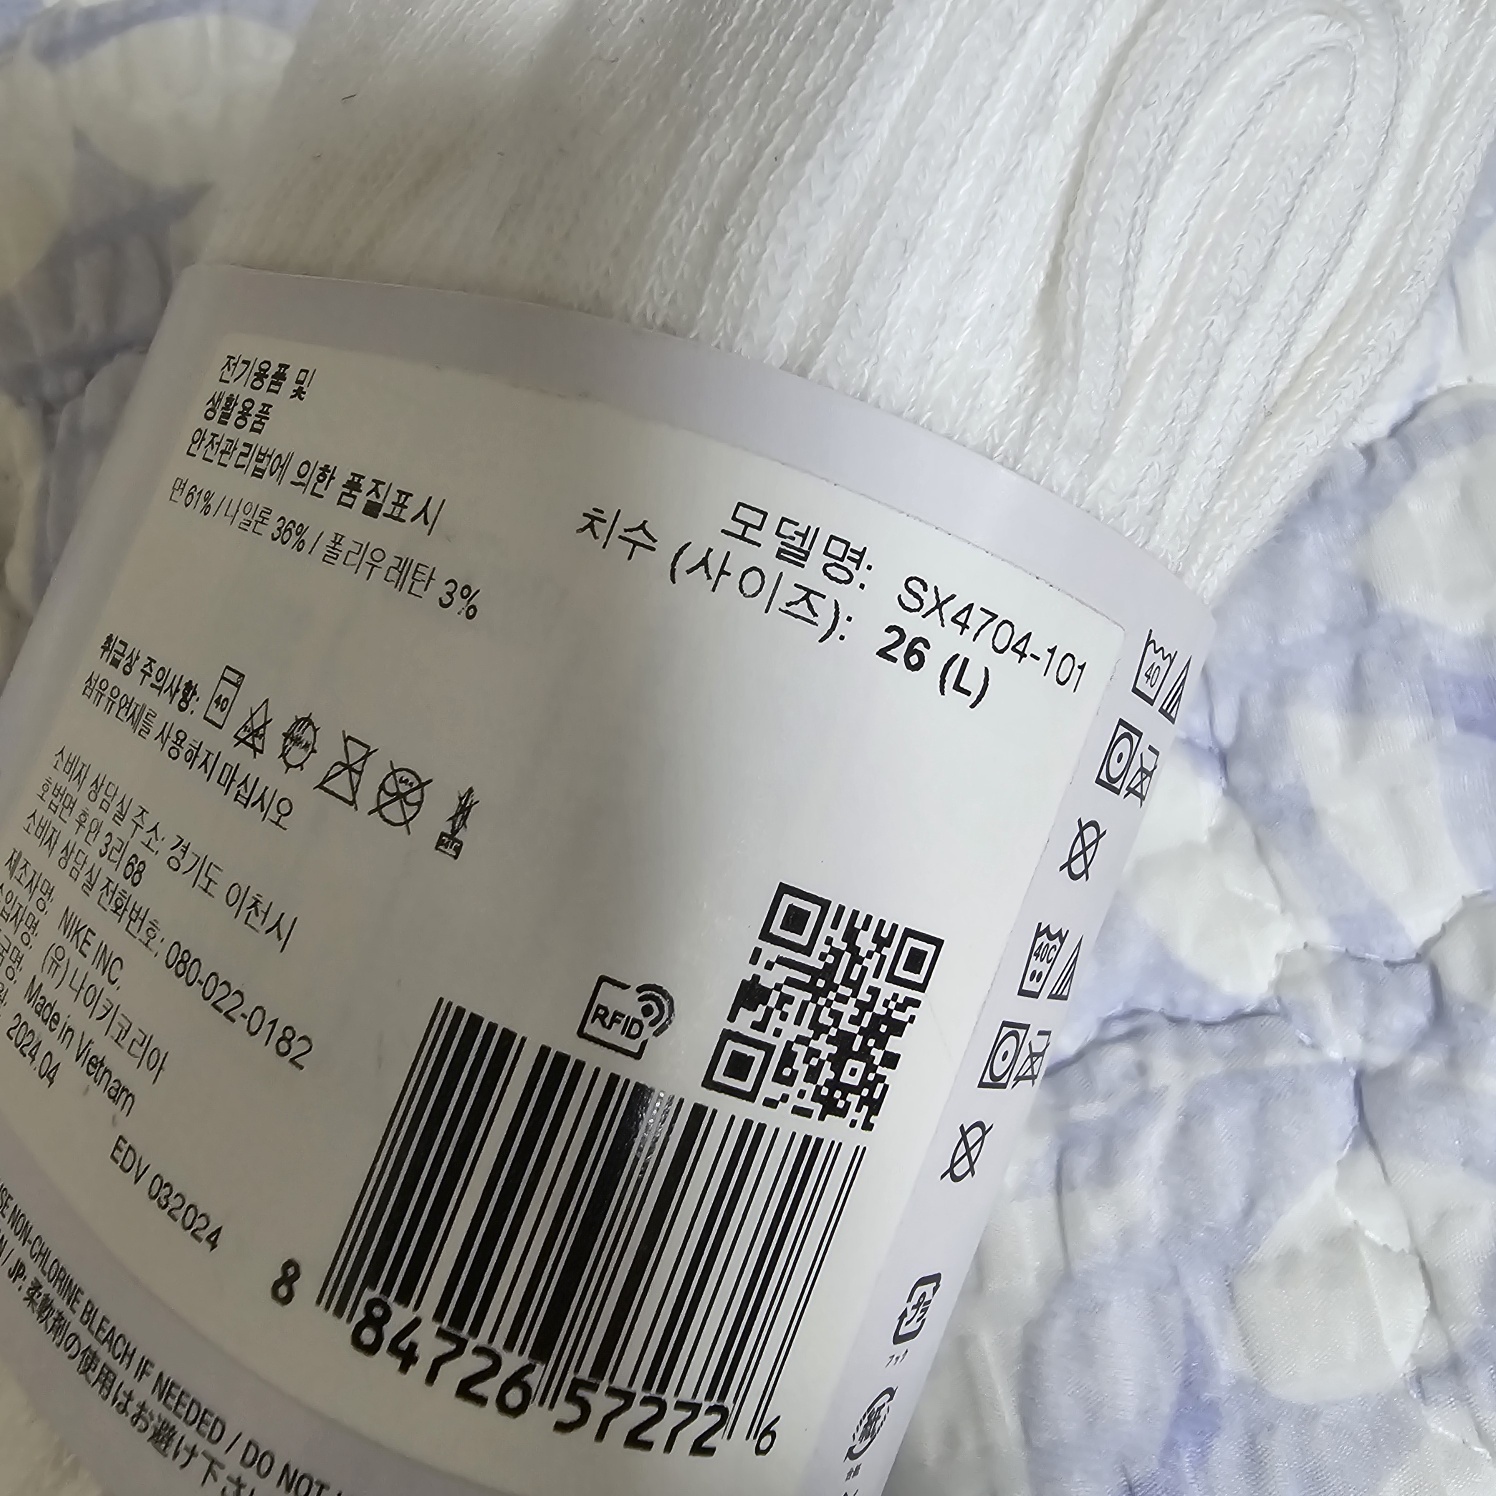 전기용품 및
생활용품
안전관리법에 의한 품질표시
면 61% / 나일론 36% / 폴리우레탄 3%
모델명: SX4704-101
치수 (사이즈): 26 (L)
취급상 주의사항:
40
섬유유연제를 사용하지 마십시오
소비자 상담실 주소: 경기도 이천시
호법면 후안 3리 68
소비자 상담실 전화번호: 080-022-0182
제조자명: NIKE INC.
(유) 나이키코리아
Made in Vietnam
2024.04
EDV 032024
RFID
8 84726 57272 6
40
40C
フック
NON-CHLORINE BLEACH IF NEEDED / DO NOT
/ JP: 柔軟剤の使用はお避け下さ